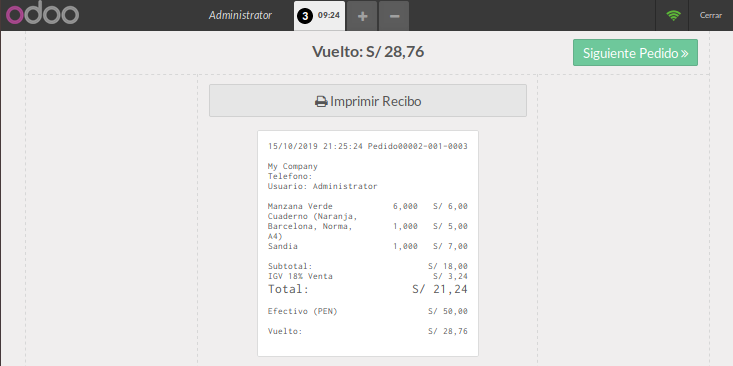 odoo Administrator 3 09:24 Cerrar
Vuelto: S/ 28,76 Siguiente Pedido »
Imprimir Recibo
15/10/2019 21:25:24 Pedido00002-001-0003
My Company
Telefono:
Usuario: Administrator
Manzana Verde 6,000 S/ 6,00
Cuaderno (Naranja,
Barcelona, Norma, 1,000 S/ 5,00
A4)
Sandia 1,000 S/ 7,00
Subtotal: S/ 18,00
IGV 18% Venta S/ 3,24
Total: S/ 21,24
Efectivo (PEN) S/ 50,00
Vuelto: S/ 28,76